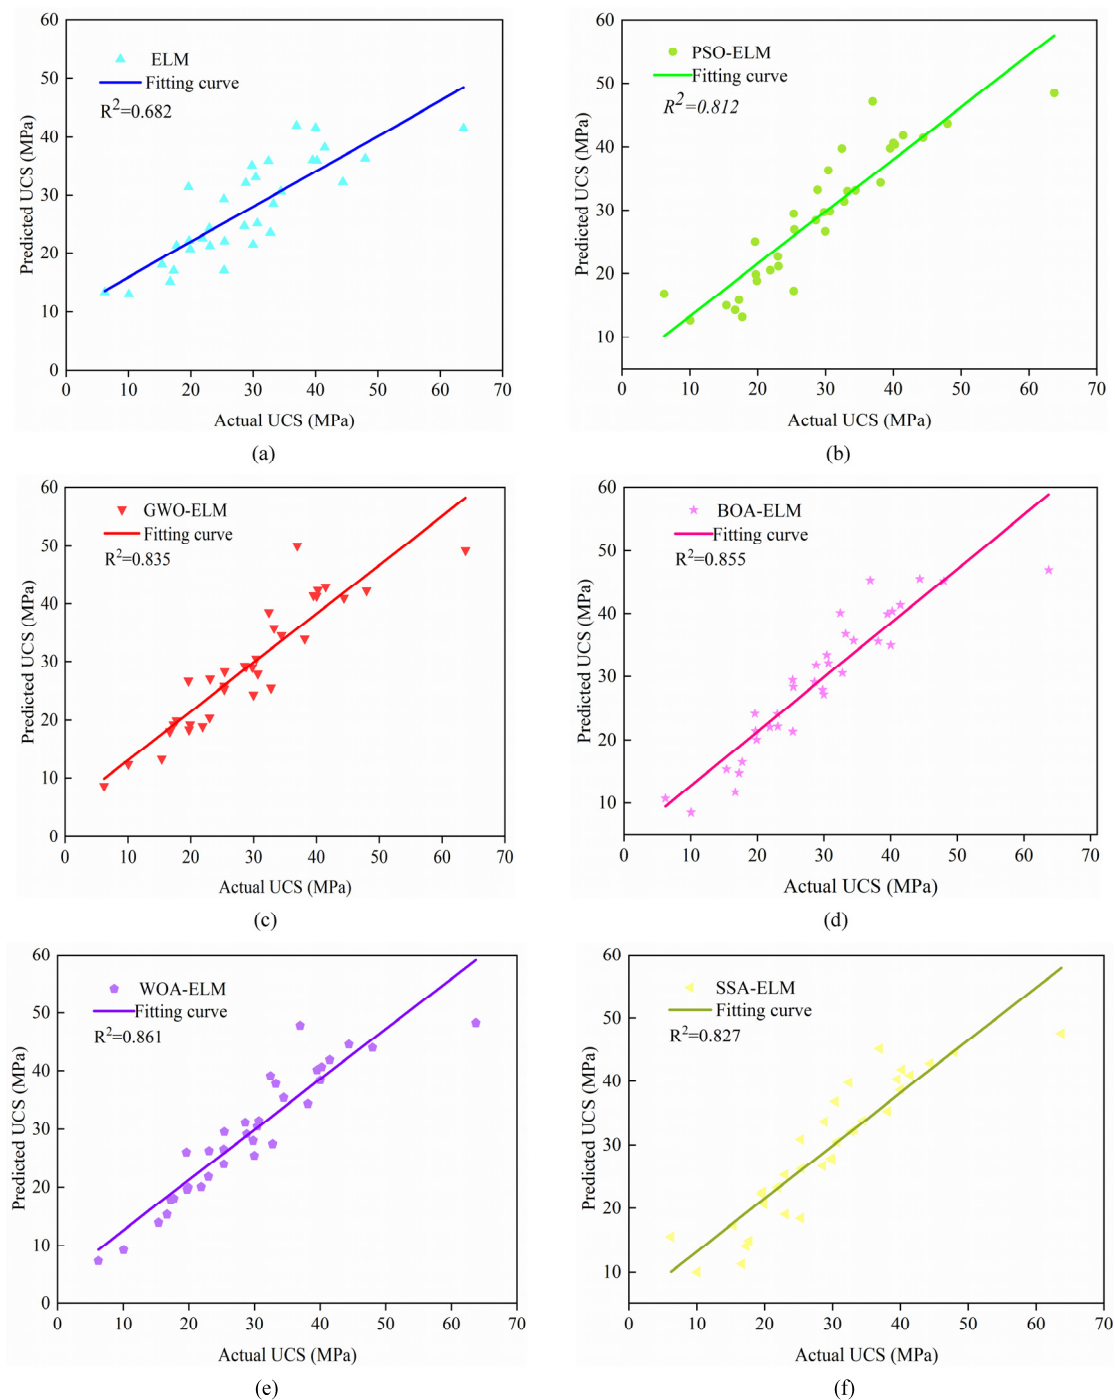 60
50
40
30
20
10
0
Predicted UCS (MPa)
ELM
Fitting curve
R²=0.682
0 10 20 30 40 50 60 70
Actual UCS (MPa)
(a)
60
50
40
30
20
10
Predicted UCS (MPa)
PSO-ELM
Fitting curve
R²=0.812
0 10 20 30 40 50 60 70
Actual UCS (MPa)
(b)
60
50
40
30
20
10
0
Predicted UCS (MPa)
GWO-ELM
Fitting curve
R²=0.835
0 10 20 30 40 50 60 70
Actual UCS (MPa)
(c)
60
50
40
30
20
10
Predicted UCS (MPa)
BOA-ELM
Fitting curve
R²=0.855
0 10 20 30 40 50 60 70
Actual UCS (MPa)
(d)
60
50
40
30
20
10
0
Predicted UCS (MPa)
WOA-ELM
Fitting curve
R²=0.861
0 10 20 30 40 50 60 70
Actual UCS (MPa)
(e)
60
50
40
30
20
10
Predicted UCS (MPa)
SSA-ELM
Fitting curve
R²=0.827
0 10 20 30 40 50 60 70
Actual UCS (MPa)
(f)